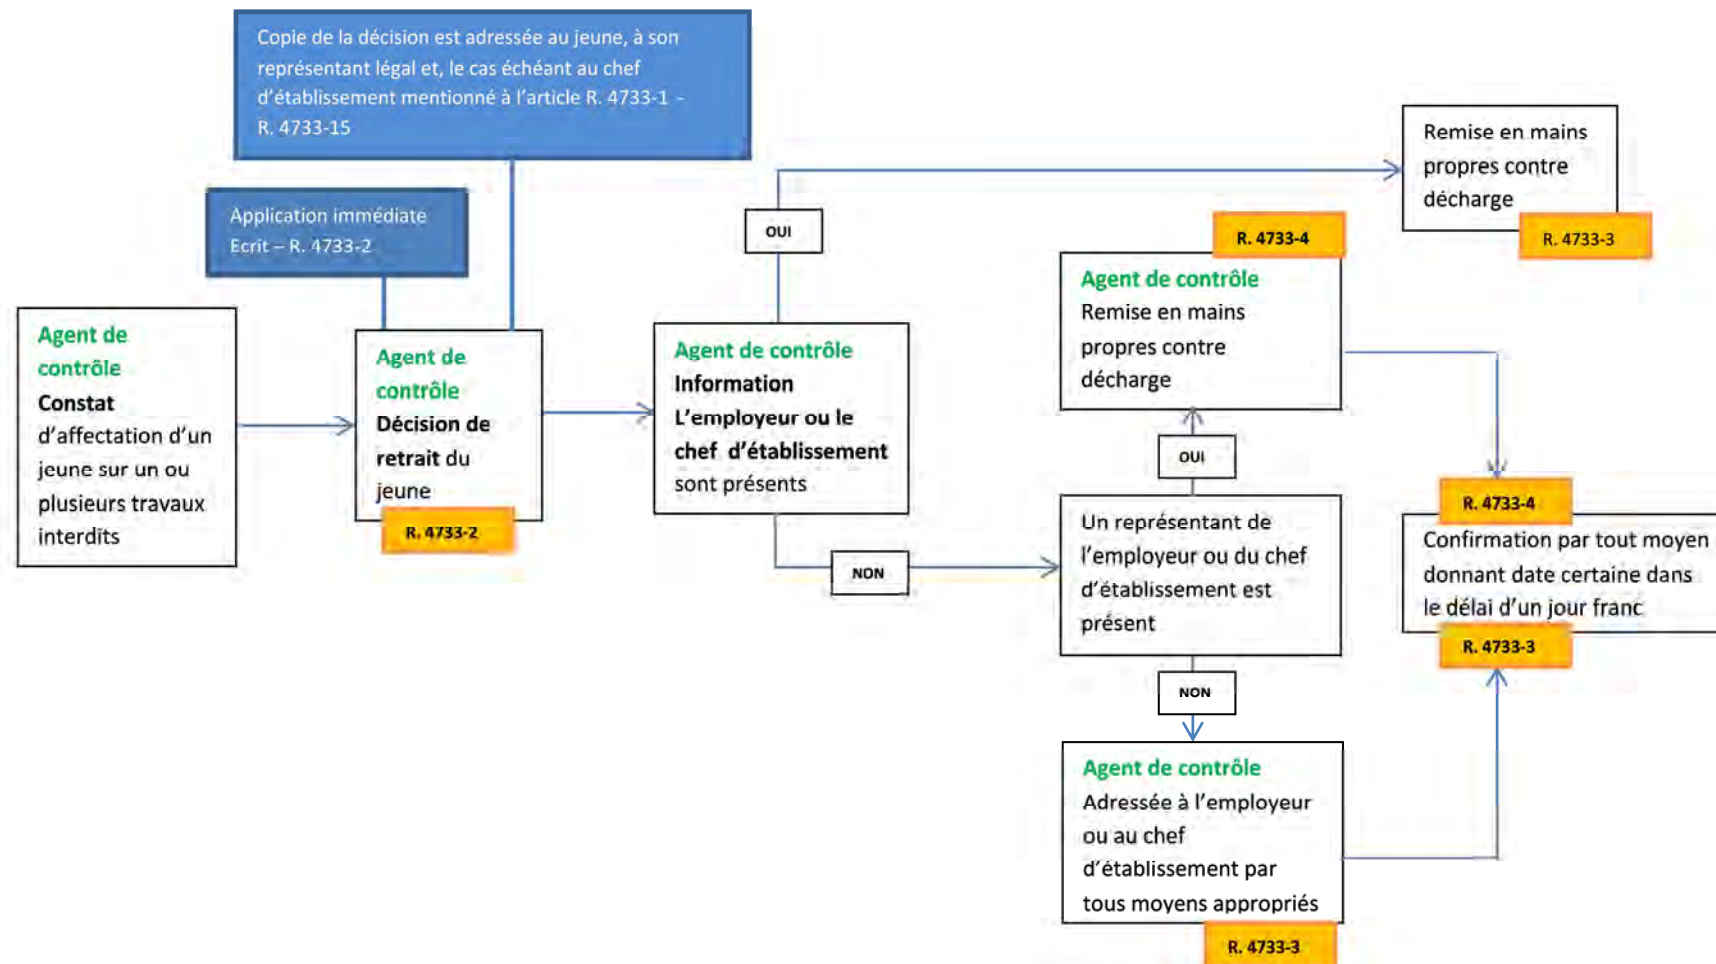 Copie de la décision est adressée au jeune, à son
représentant légal et, le cas échéant au chef
d'établissement mentionné à l'article R. 4733-1 -
R. 4733-15
Application immédiate
Ecrit – R. 4733-2
Agent de
contrôle
Constat
d'affectation d'un
jeune sur un ou
plusieurs travaux
interdits
Agent de
contrôle
Décision de
retrait du
jeune
R. 4733-2
Agent de contrôle
Information
L'employeur ou le
chef d'établissement
sont présents
OUI
Remise en mains
propres contre
décharge
R. 4733-3
NON
Un représentant de
l'employeur ou du chef
d'établissement est
présent
OUI
R. 4733-4
Agent de contrôle
Remise en mains
propres contre
décharge
NON
Agent de contrôle
Adressée à l'employeur
ou au chef
d'établissement par
tous moyens appropriés
R. 4733-3
R. 4733-4
Confirmation par tout moyen
donnant date certaine dans
le délai d'un jour franc
R. 4733-3